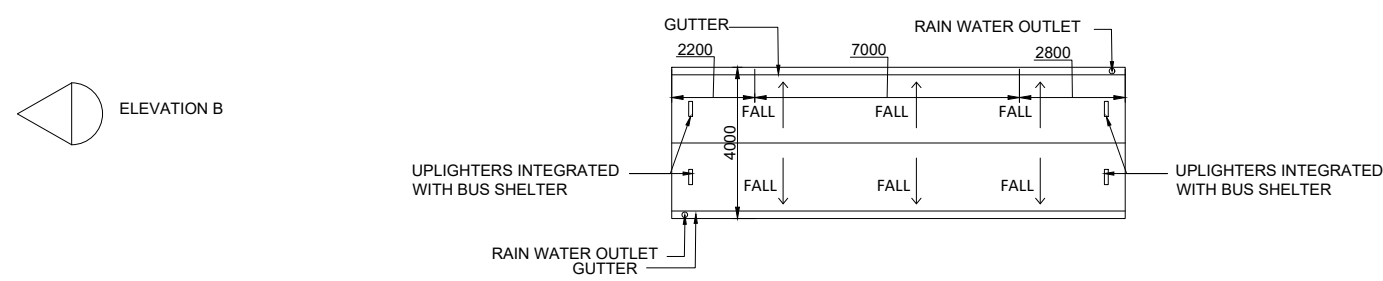 GUTTER
RAIN WATER OUTLET
2200
7000
2800
ELEVATION B
FALL
FALL
FALL
4000
UPLIGHTERS INTEGRATED
WITH BUS SHELTER
UPLIGHTERS INTEGRATED
WITH BUS SHELTER
FALL
FALL
FALL
RAIN WATER OUTLET
GUTTER